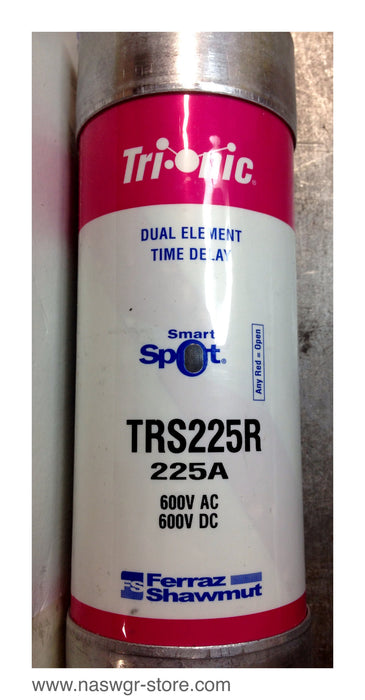 Tri-onic®
DUAL ELEMENT
TIME DELAY
Smart
Spot®
Any Red = Open
TRS225R
225A
600V AC
600V DC
FS Ferraz
Shawmut
www.naswgr-store.com